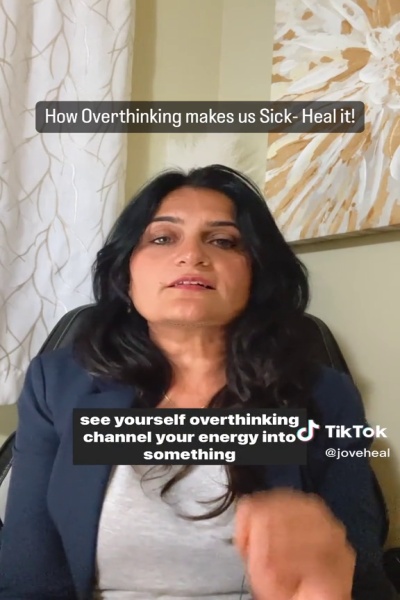 How Overthinking makes us Sick- Heal it!
see yourself overthinking
channel your energy into
something
TikTok
@joveheal